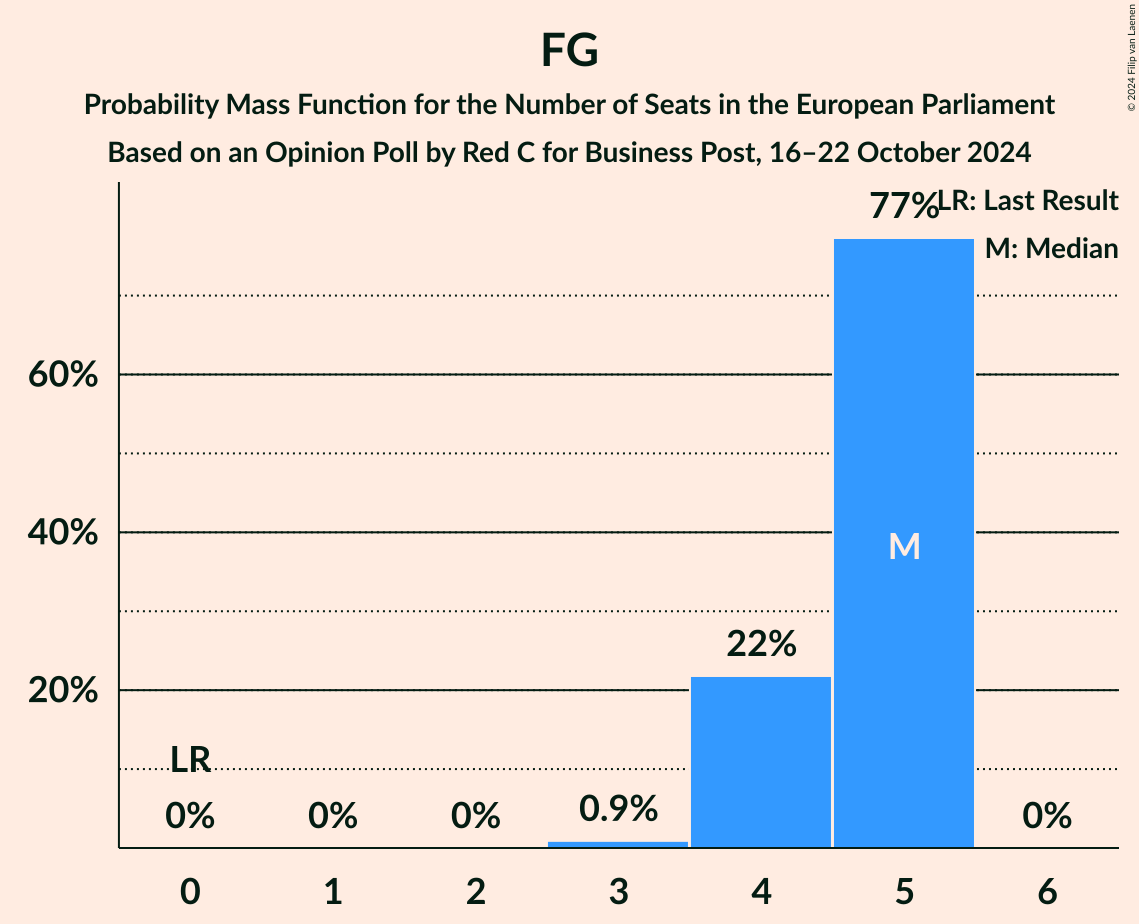 FG
Probability Mass Function for the Number of Seats in the European Parliament
Based on an Opinion Poll by Red C for Business Post, 16–22 October 2024
© 2024 Filip van Laenen
LR: Last Result
M: Median
77%
60%
40%
20%
M
22%
LR
0%
0%
0%
0.9%
0%
0 1 2 3 4 5 6